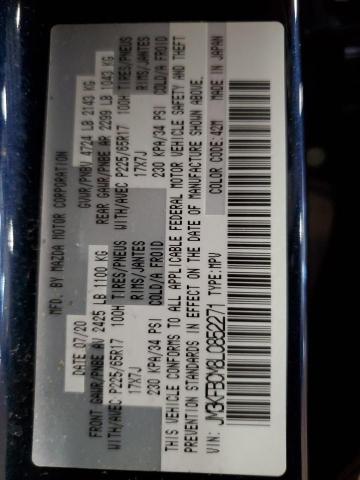 MFD. BY MAZDA MOTOR CORPORATION
DATE 07/20 GVWR/PNBV 4724 LB 2143 KG
FRONT GAWR/PNBE AV 2425 LB 1100 KG REAR GAWR/PNBE AR 2299 LB 1043 KG
WITH/AVEC P225/65R17 100H TIRES/PNEUS WITH/AVEC P225/65R17 100H TIRES/PNEUS
17X7J RIMS/JANTES 17X7J RIMS/JANTES
230 KPA/34 PSI COLD/A FROID 230 KPA/34 PSI COLD/A FROID
THIS VEHICLE CONFORMS TO ALL APPLICABLE FEDERAL MOTOR VEHICLE SAFETY AND THEFT
PREVENTION STANDARDS IN EFFECT ON THE DATE OF MANUFACTURE SHOWN ABOVE.
VIN: JM3KFBCM8L0862271 TYPE:MPV COLOR CODE:42M MADE IN JAPAN